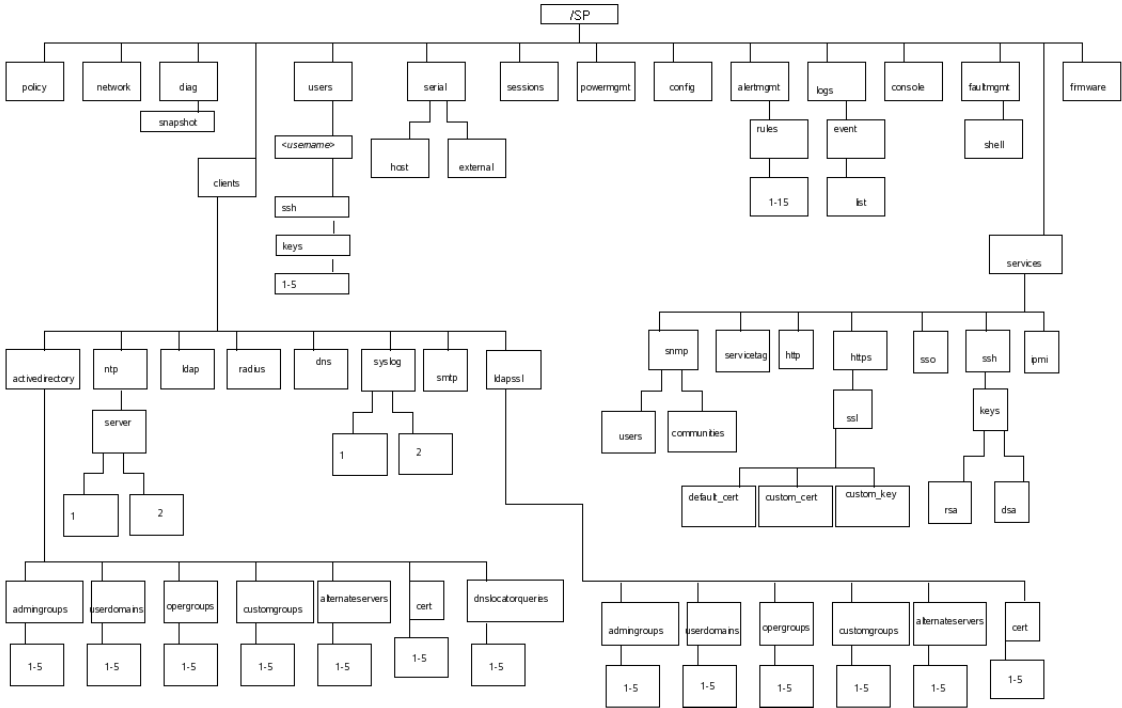 /SP
policy
network
diag
users
serial
sessions
powermgmt
config
alertmgmt
logs
console
faultmgmt
firmware
snapshot
<username>
rules
event
shell
host
external
clients
1-15
list
ssh
keys
1-5
services
activedirectory
ntp
ldap
radius
dns
syslog
smtp
ldapssl
snmp
servicetag
http
https
sso
ssh
ipmi
server
1
2
users
communities
ssl
keys
1
2
default_cert
custom_cert
custom_key
rsa
dsa
admingroups
userdomains
opergroups
customgroups
alternateservers
cert
dnslocatorqueries
1-5
1-5
1-5
1-5
1-5
1-5
1-5
admingroups
userdomains
opergroups
customgroups
alternateservers
cert
1-5
1-5
1-5
1-5
1-5
1-5